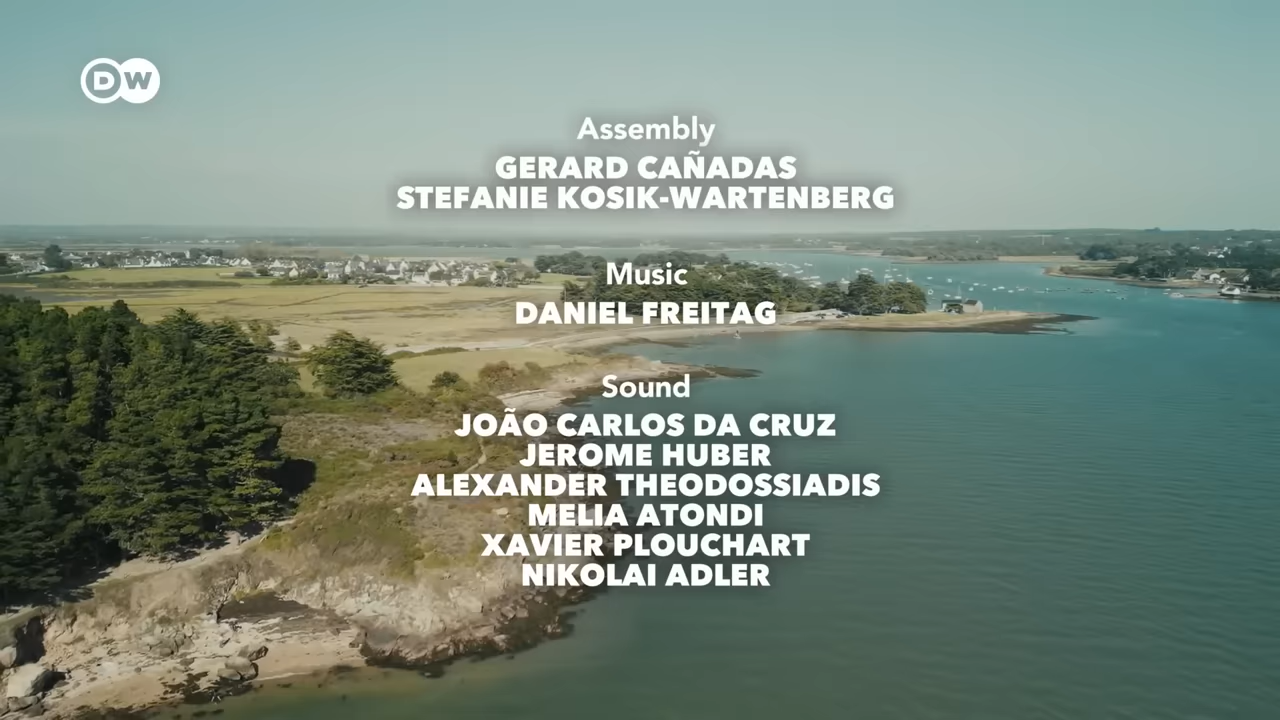 DW
Assembly
GERARD CAÑADAS
STEFANIE KOSIK-WARTENBERG
Music
DANIEL FREITAG
Sound
JOÃO CARLOS DA CRUZ
JEROME HUBER
ALEXANDER THEODOSSIADIS
MELIA ATONDI
XAVIER PLOUCHART
NIKOLAI ADLER